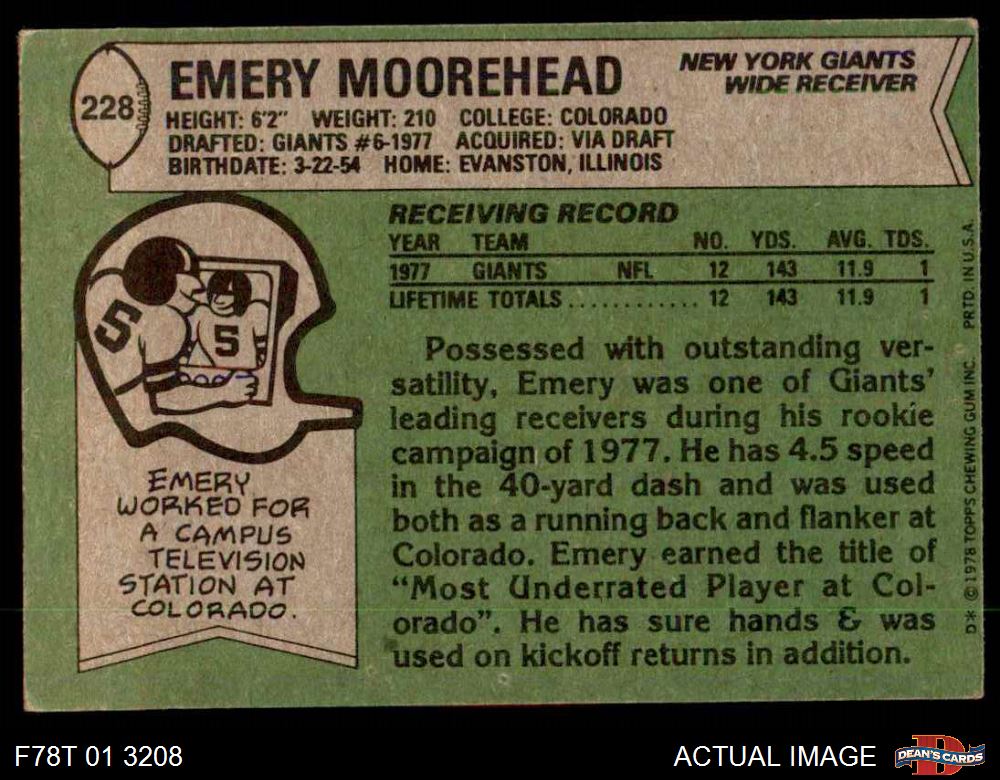 228
EMERY MOOREHEAD
NEW YORK GIANTS
WIDE RECEIVER
HEIGHT: 6'2" WEIGHT: 210 COLLEGE: COLORADO
DRAFTED: GIANTS #6-1977 ACQUIRED: VIA DRAFT
BIRTHDATE: 3-22-54 HOME: EVANSTON, ILLINOIS
RECEIVING RECORD
YEAR TEAM NO. YDS. AVG. TDS.
1977 GIANTS NFL 12 143 11.9 1
LIFETIME TOTALS............ 12 143 11.9 1
Possessed with outstanding ver-
satility, Emery was one of Giants'
leading receivers during his rookie
campaign of 1977. He has 4.5 speed
in the 40-yard dash and was used
both as a running back and flanker at
Colorado. Emery earned the title of
"Most Underrated Player at Col-
orado". He has sure hands & was
used on kickoff returns in addition.
5
5
EMERY
WORKED FOR
A CAMPUS
TELEVISION
STATION AT
COLORADO.
D* © 1978 TOPPS CHEWING GUM INC. PRTD. IN U.S.A.
F78T 01 3208
ACTUAL IMAGE
D
DEAN'S CARDS